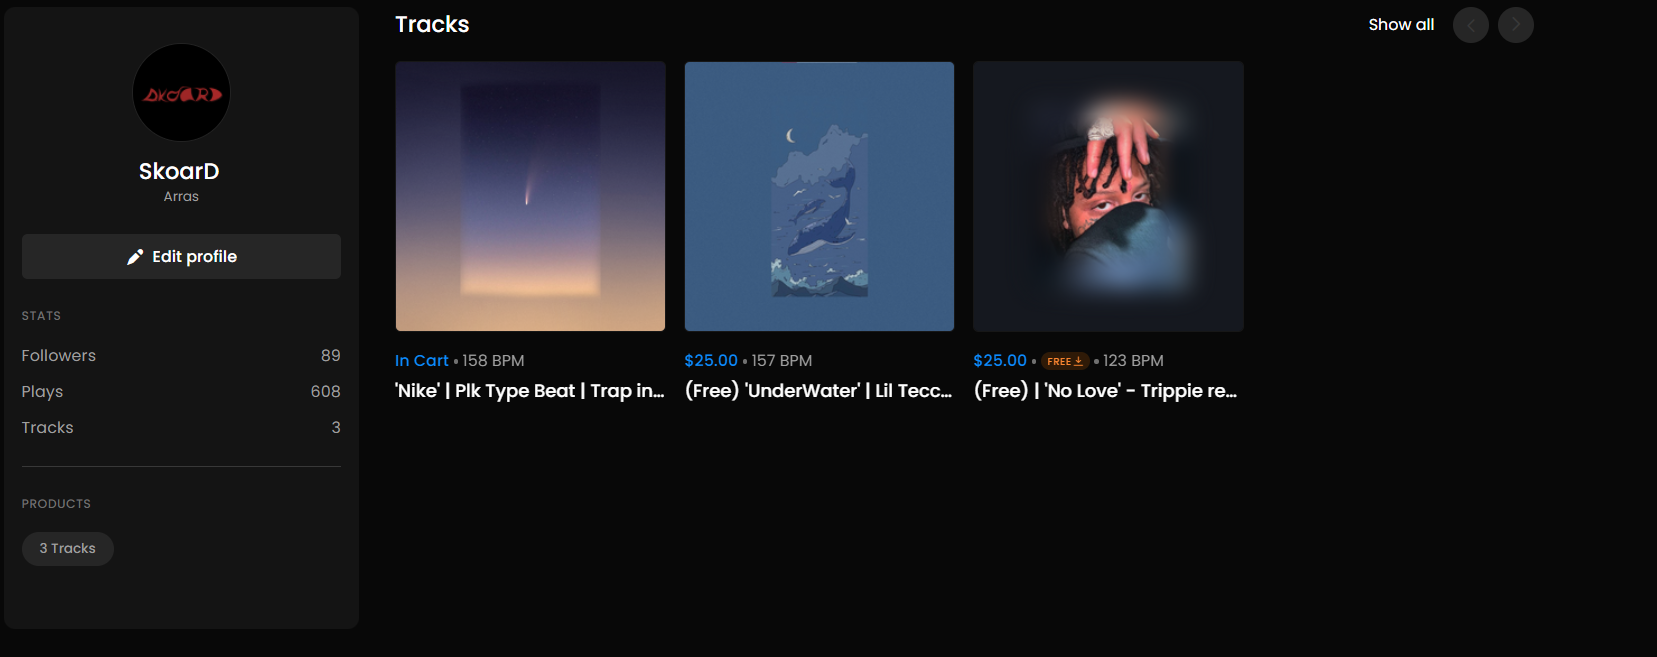 SKOARD
SkoarD
Arras
Edit profile
STATS
Followers 89
Plays 608
Tracks 3
PRODUCTS
3 Tracks
Tracks
Show all
In Cart • 158 BPM
'Nike' | Plk Type Beat | Trap in...
$25.00 • 157 BPM
(Free) 'UnderWater' | Lil Tecc...
$25.00 • FREE • 123 BPM
(Free) | 'No Love' - Trippie re...